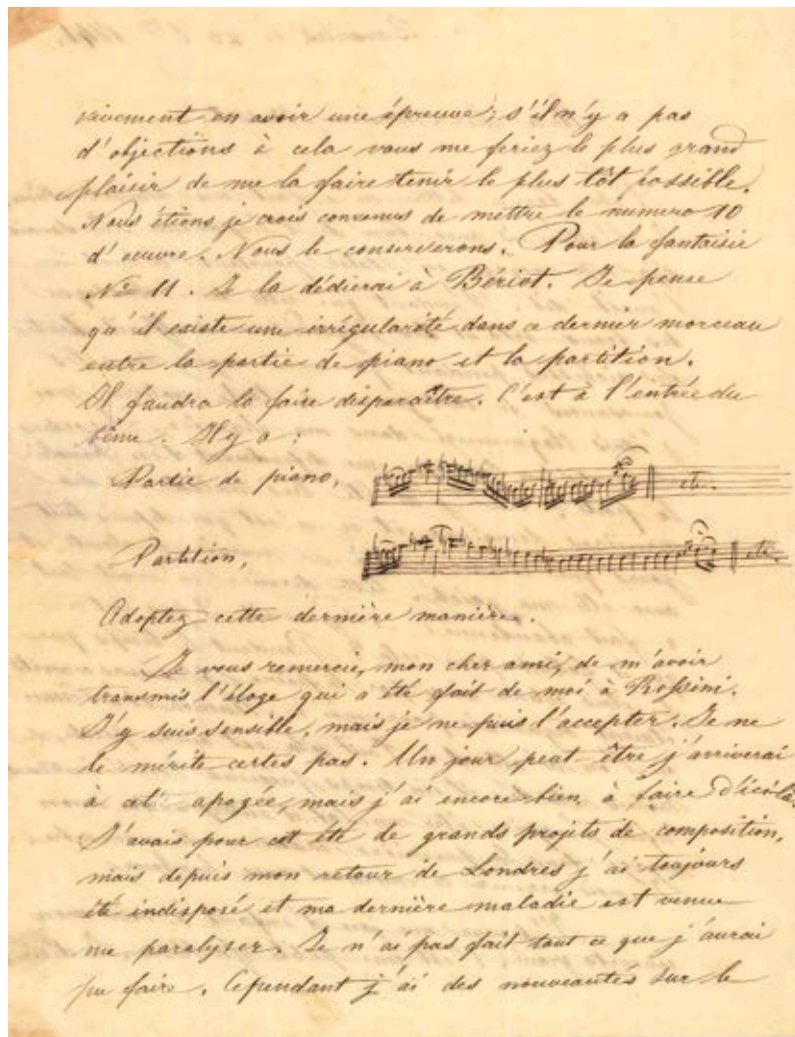 vivement en avoir une épreuve; s'il n'y a pas
d'objections à cela vous me feriez le plus grand
plaisir de me la faire tenir le plus tôt possible.
Nous étions je crois convenus de mettre le numero 10
d'oeuvre. Nous le conserverons. Pour la fantaisie
No 11. Je la dédierai à Bériot. Je pense
qu'il existe une irrégularité dans ce dernier morceau
entre la partie de piano et la partition.
Il faudra la faire disparaître. C'est à l'entrée du
thème. Il y a :
Partie de piano, etc.
Partition, etc.
Adoptez cette dernière manière.
Je vous remercie, mon cher ami, de m'avoir
transmis l'éloge qui a été fait de moi à Rossini.
J'y suis sensible, mais je ne puis l'accepter. Je ne
le mérite certes pas. Un jour peut-être j'arriverai
à cet apogée, mais j'ai encore bien à faire d'ici là.
J'avais pour cet été de grands projets de composition,
mais depuis mon retour de Londres j'ai toujours
été indisposé et ma dernière maladie est venue
me paralyser. Je n'ai pas fait tout ce que j'aurai
pu faire. Cependant j'ai des nouveautés sur le